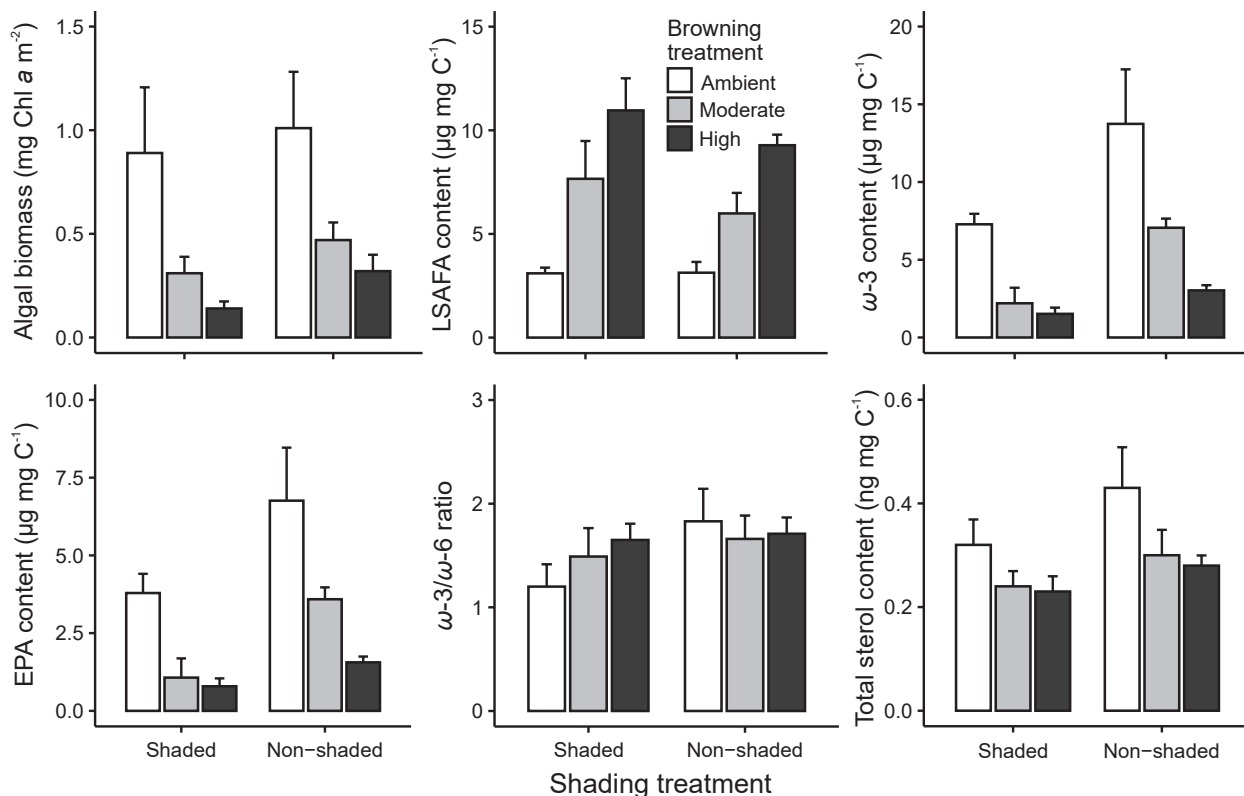 Algal biomass (mg Chl a m-2)
1.5
1.0
0.5
0.0
LSAFA content (µg mg C-1)
15
10
5
0
Browning
treatment
Ambient
Moderate
High
ω-3 content (µg mg C-1)
20
15
10
5
0
EPA content (µg mg C-1)
10.0
7.5
5.0
2.5
0.0
Shaded
Non−shaded
ω-3/ω-6 ratio
3
2
1
0
Shaded
Non−shaded
Total sterol content (ng mg C-1)
0.6
0.4
0.2
0.0
Shaded
Non−shaded
Shading treatment